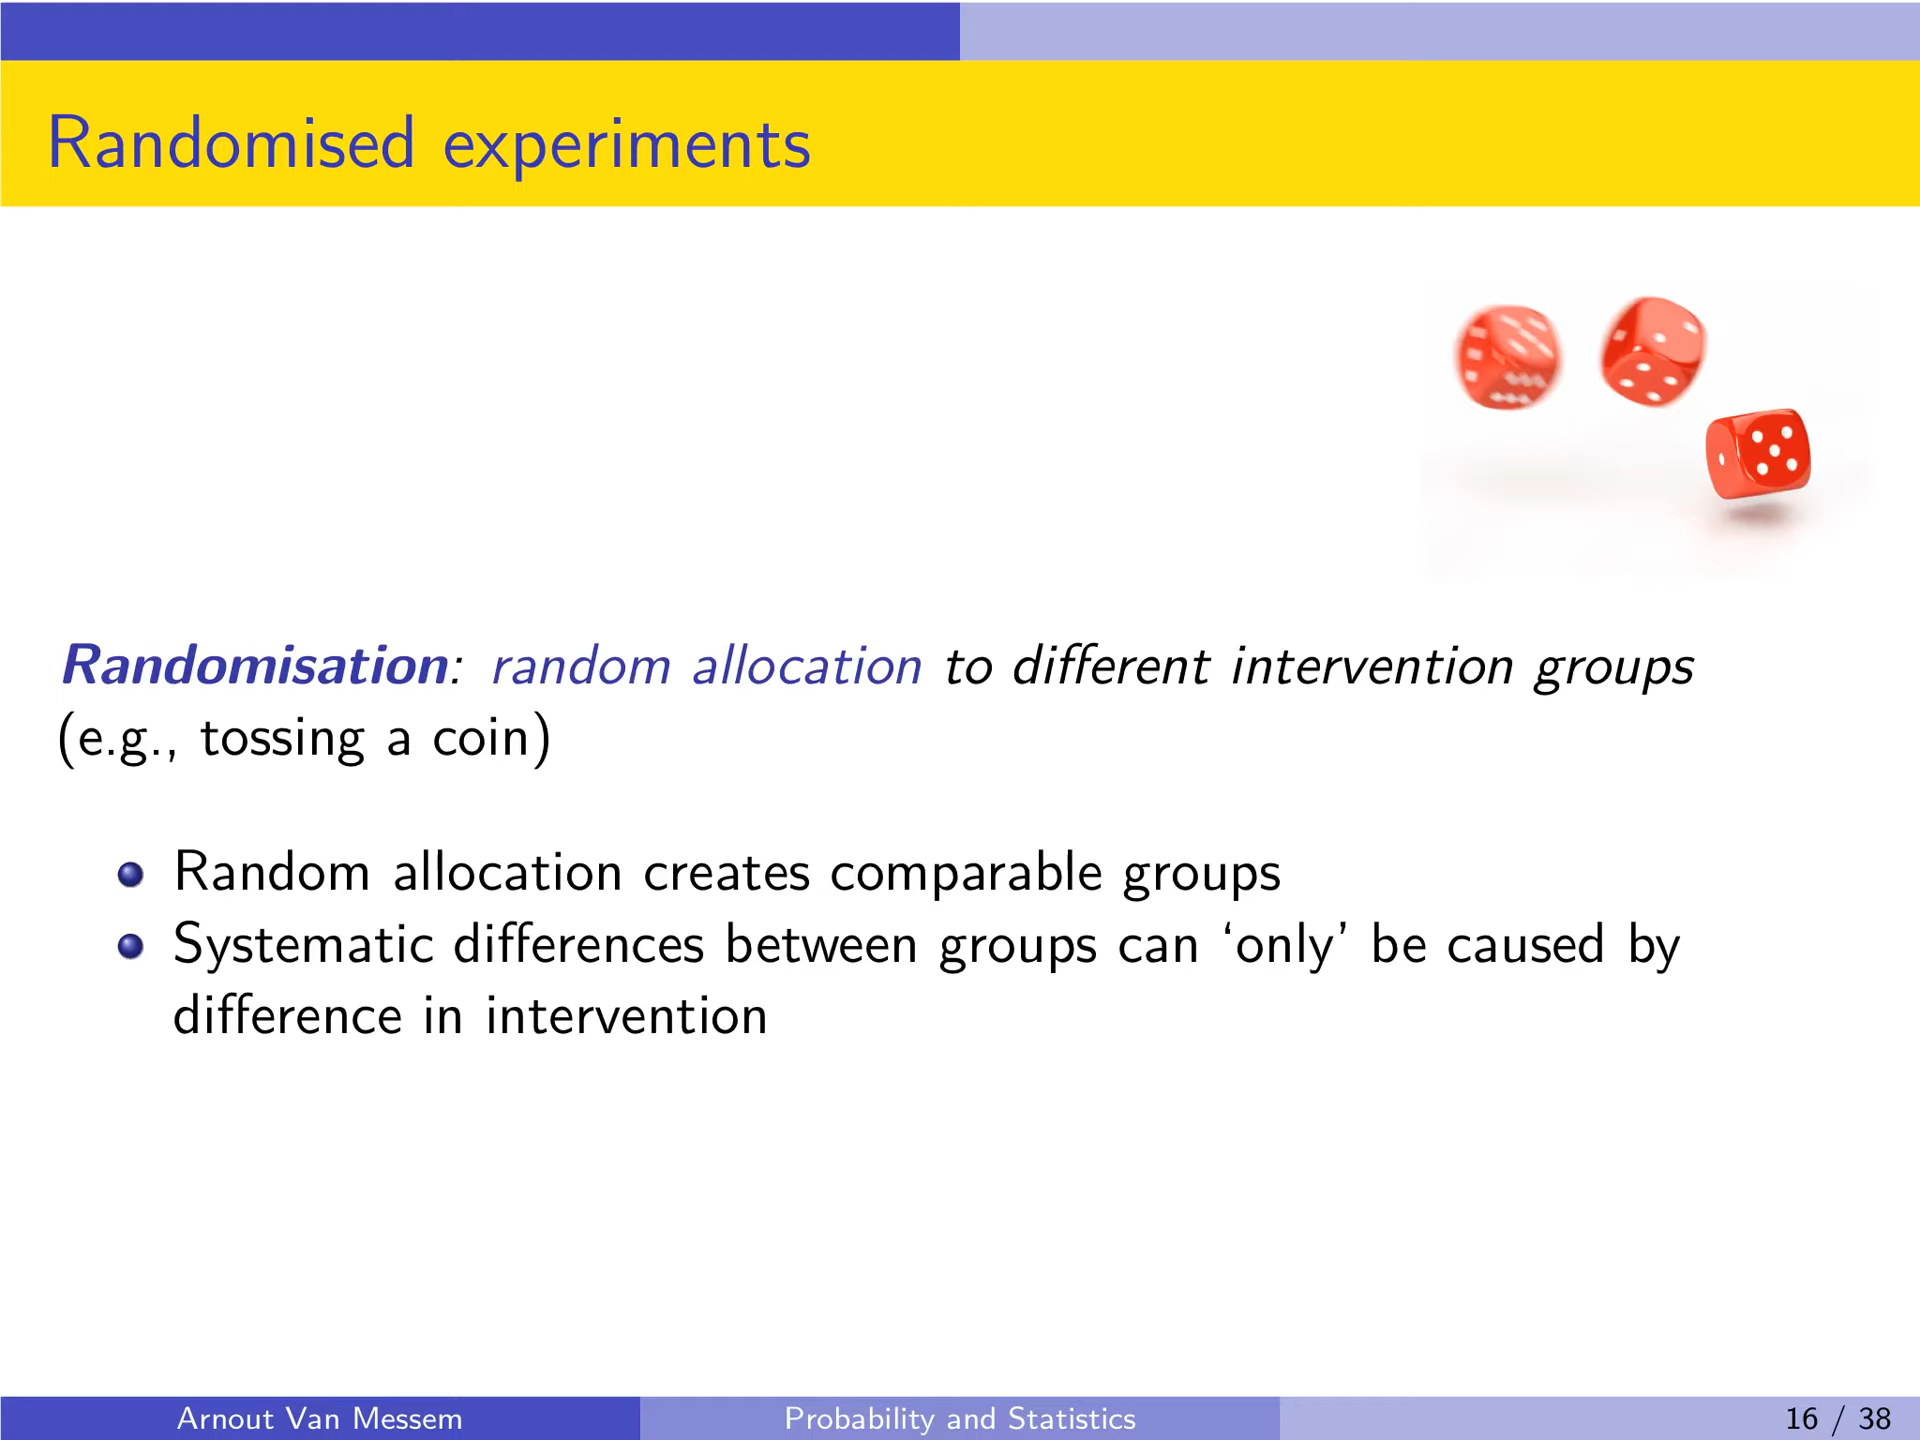 Randomised experiments
Randomisation: random allocation to different intervention groups
(e.g., tossing a coin)
Random allocation creates comparable groups
Systematic differences between groups can ‘only’ be caused by
difference in intervention
Arnout Van Messem
Probability and Statistics
16 / 38